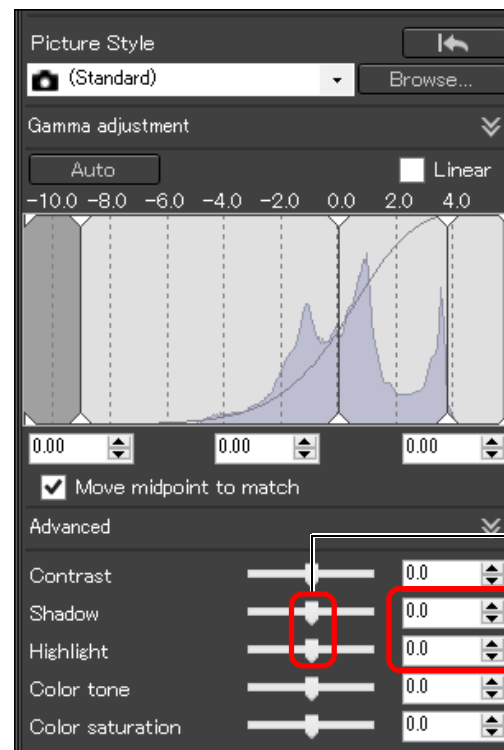 Picture Style
(Standard) Browse...
Gamma adjustment
Auto Linear
-10.0 -8.0 -6.0 -4.0 -2.0 0.0 2.0 4.0
0.00 0.00 0.00
Move midpoint to match
Advanced
Contrast 0.0
Shadow 0.0
Highlight 0.0
Color tone 0.0
Color saturation 0.0